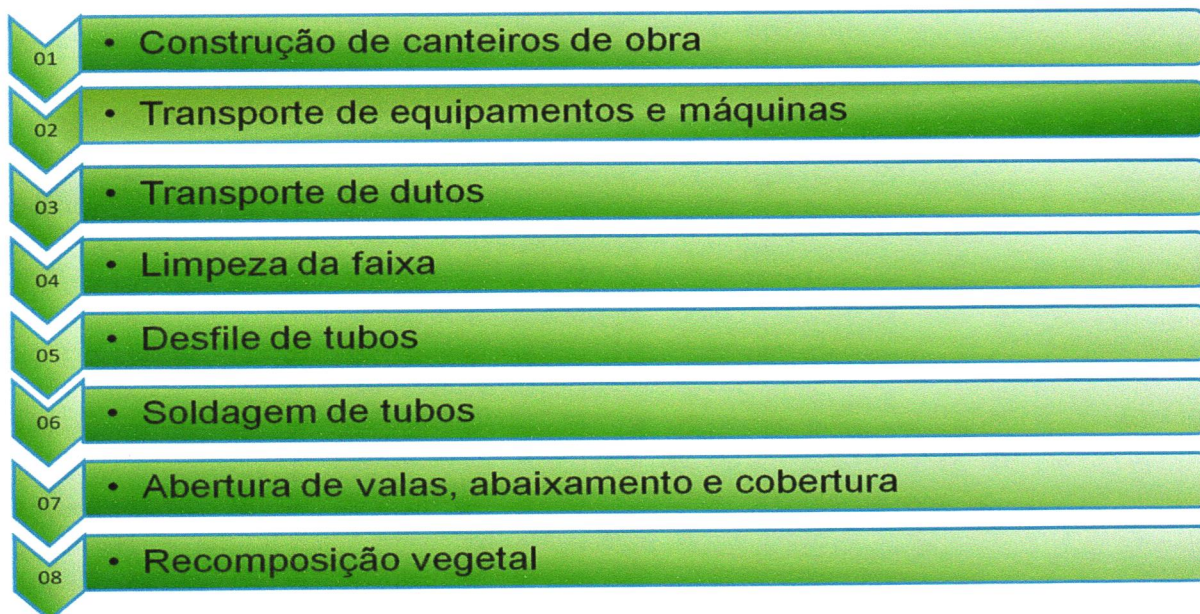 01 • Construção de canteiros de obra
02 • Transporte de equipamentos e máquinas
03 • Transporte de dutos
04 • Limpeza da faixa
05 • Desfile de tubos
06 • Soldagem de tubos
07 • Abertura de valas, abaixamento e cobertura
08 • Recomposição vegetal